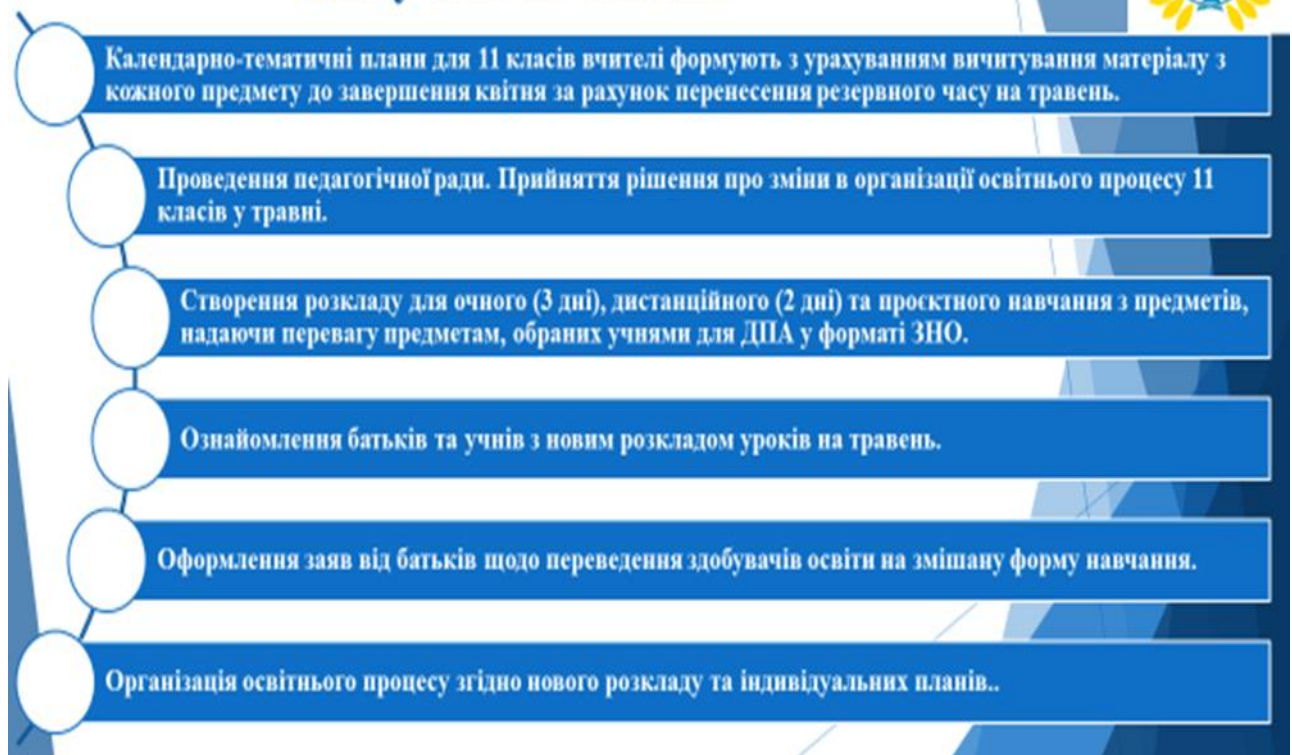 Календарно-тематичні плани для 11 класів вчителі формують з урахуванням вичитування матеріалу з
кожного предмету до завершення квітня за рахунок перенесення резервного часу на травень.
Проведення педагогічної ради. Прийняття рішення про зміни в організації освітнього процесу 11
класів у травні.
Створення розкладу для очного (3 дні), дистанційного (2 дні) та проєктного навчання з предметів,
надаючи перевагу предметам, обраних учнями для ДПА у форматі ЗНО.
Ознайомлення батьків та учнів з новим розкладом уроків на травень.
Оформлення заяв від батьків щодо переведення здобувачів освіти на змішану форму навчання.
Організація освітнього процесу згідно нового розкладу та індивідуальних планів..